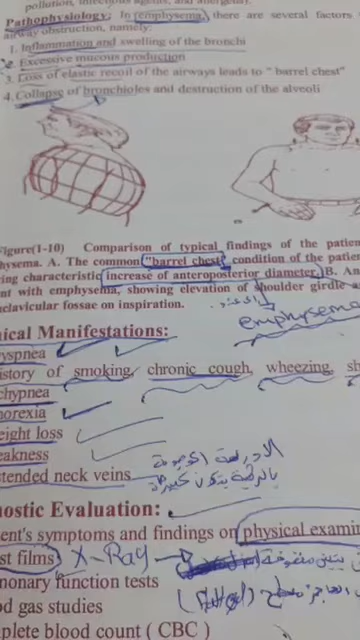 pollution, infectious agents, and allergens.
Pathophysiology: In emphysema, there are several factors
airway obstruction, namely:
1. Inflammation and swelling of the bronchi
2. Excessive mucous production
3. Loss of elastic recoil of the airways leads to " barrel chest"
4. Collapse of bronchioles and destruction of the alveoli
Figure(1-10) Comparison of typical findings of the patien
hysema. A. The common "barrel chest" condition of the patien
ing characteristic increase of anteroposterior diameter. B. An
nt with emphysema, showing elevation of shoulder girdle a
aclavicular fossae on inspiration.
emphysema
ical Manifestations:
yspnea
istory of smoking, chronic cough, wheezing, sh
chypnea
norexia
eight loss
eakness
الاوردة
stended neck veins
بالرقبة
nostic Evaluation:
ent's symptoms and findings on physical exami
st films X-Ray
monary function tests
d gas studies
plete blood count ( CBC )